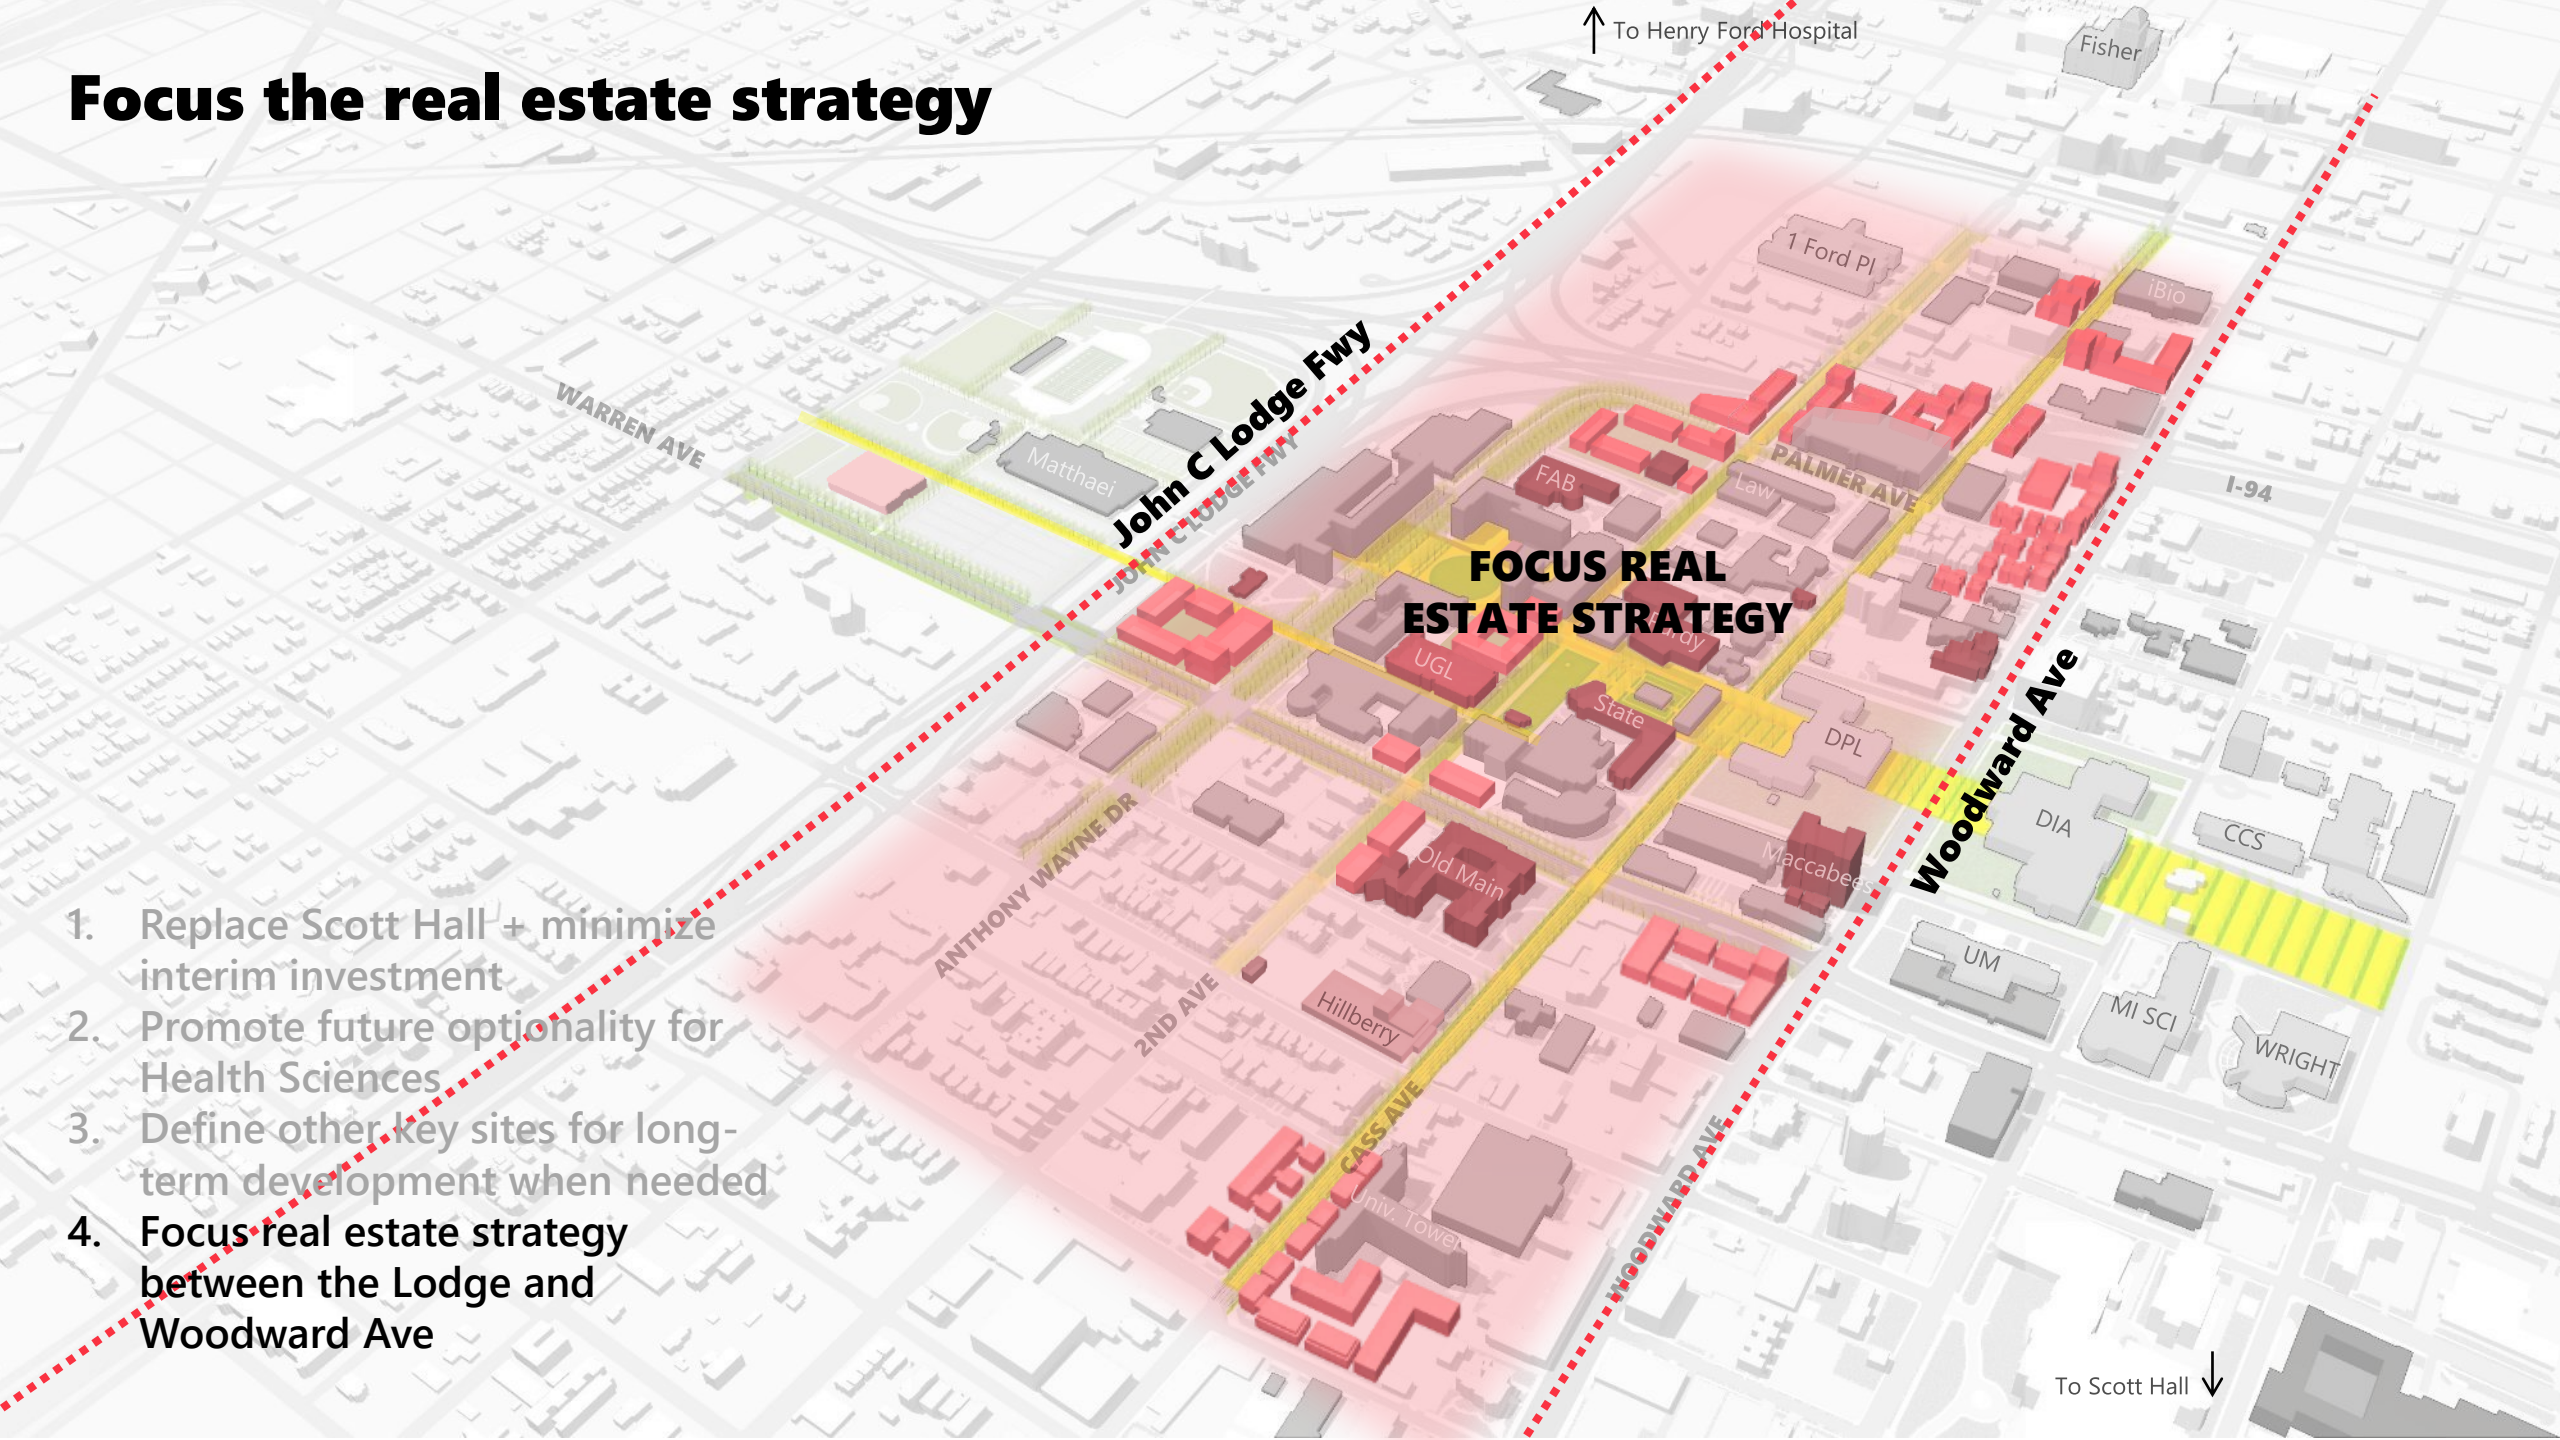 To Henry Ford Hospital
Fisher
Focus the real estate strategy
1 Ford Pl
iBio
John C Lodge Fwy
JOHN C LODGE FWY
WARREN AVE
Matthaei
FAB
Law
PALMER AVE
I-94
FOCUS REAL
ESTATE STRATEGY
UGL
State
DPL
Woodward Ave
DIA
CCS
ANTHONY WAYNE DR
Old Main
Maccabees
2ND AVE
Hillberry
UM
MI SCI
WRIGHT
CASS AVE
Univ. Tower
WOODWARD AVE
1. Replace Scott Hall + minimize
interim investment
2. Promote future optionality for
Health Sciences
3. Define other key sites for long-
term development when needed
4. Focus real estate strategy
between the Lodge and
Woodward Ave
To Scott Hall